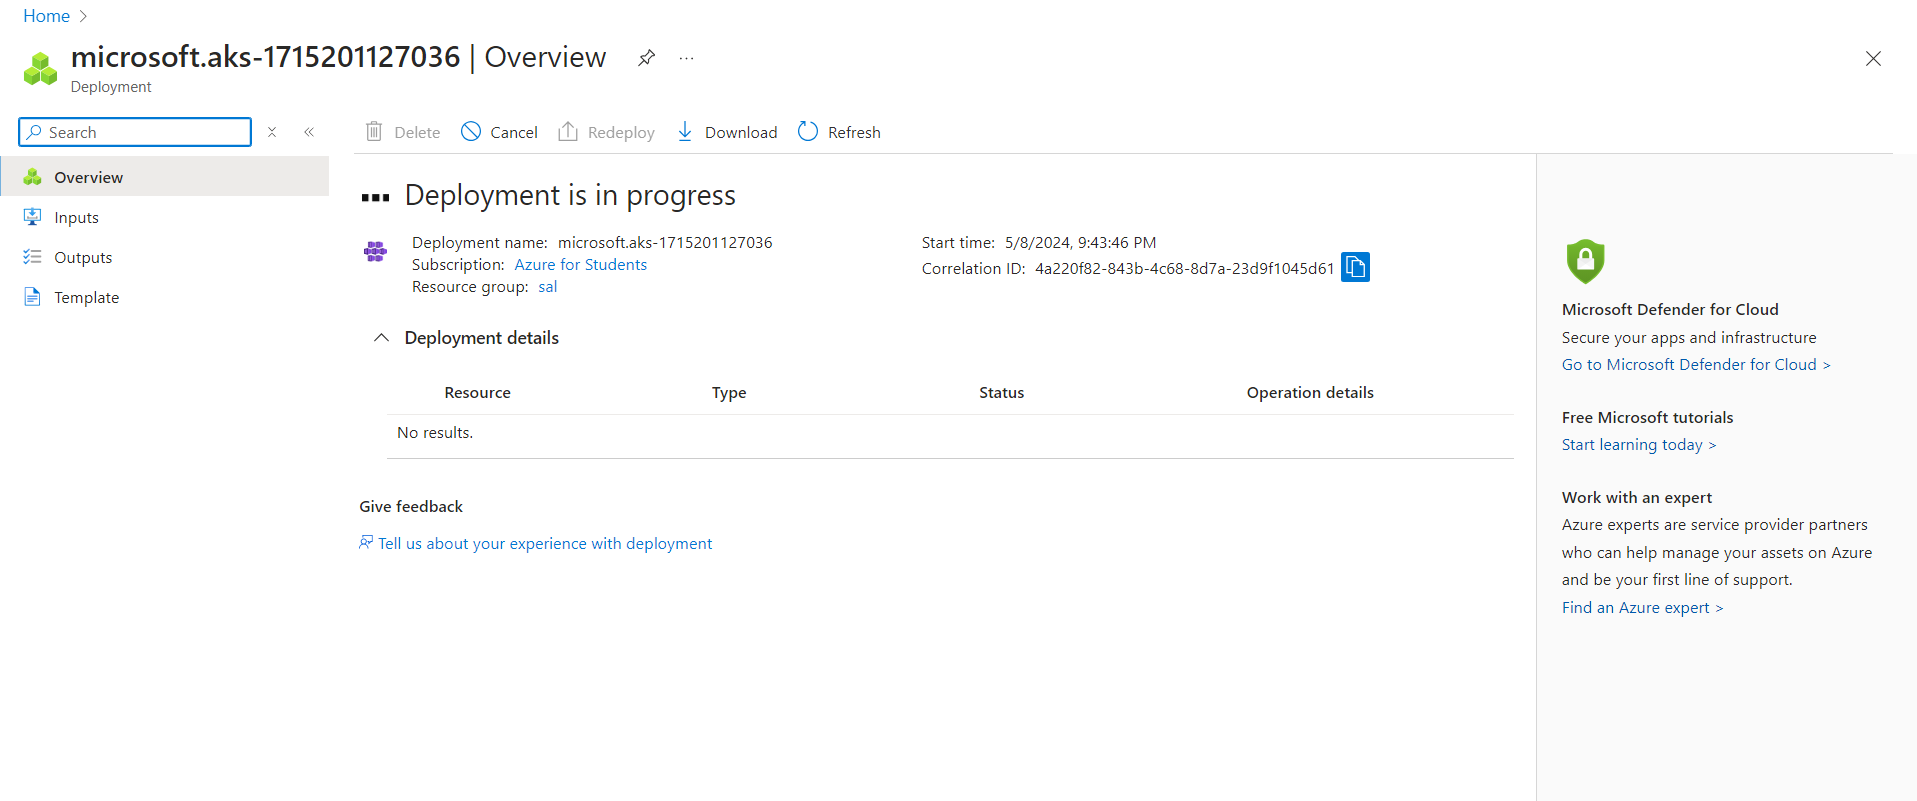 Home
microsoft.aks-1715201127036 | Overview
Deployment
Search
Delete Cancel Redeploy Download Refresh
Overview
Inputs
Outputs
Template
Deployment is in progress
Deployment name: microsoft.aks-1715201127036
Subscription: Azure for Students
Resource group: sal
Start time: 5/8/2024, 9:43:46 PM
Correlation ID: 4a220f82-843b-4c68-8d7a-23d9f1045d61
Deployment details
Resource Type Status Operation details
No results.
Give feedback
Tell us about your experience with deployment
Microsoft Defender for Cloud
Secure your apps and infrastructure
Go to Microsoft Defender for Cloud >
Free Microsoft tutorials
Start learning today >
Work with an expert
Azure experts are service provider partners
who can help manage your assets on Azure
and be your first line of support.
Find an Azure expert >